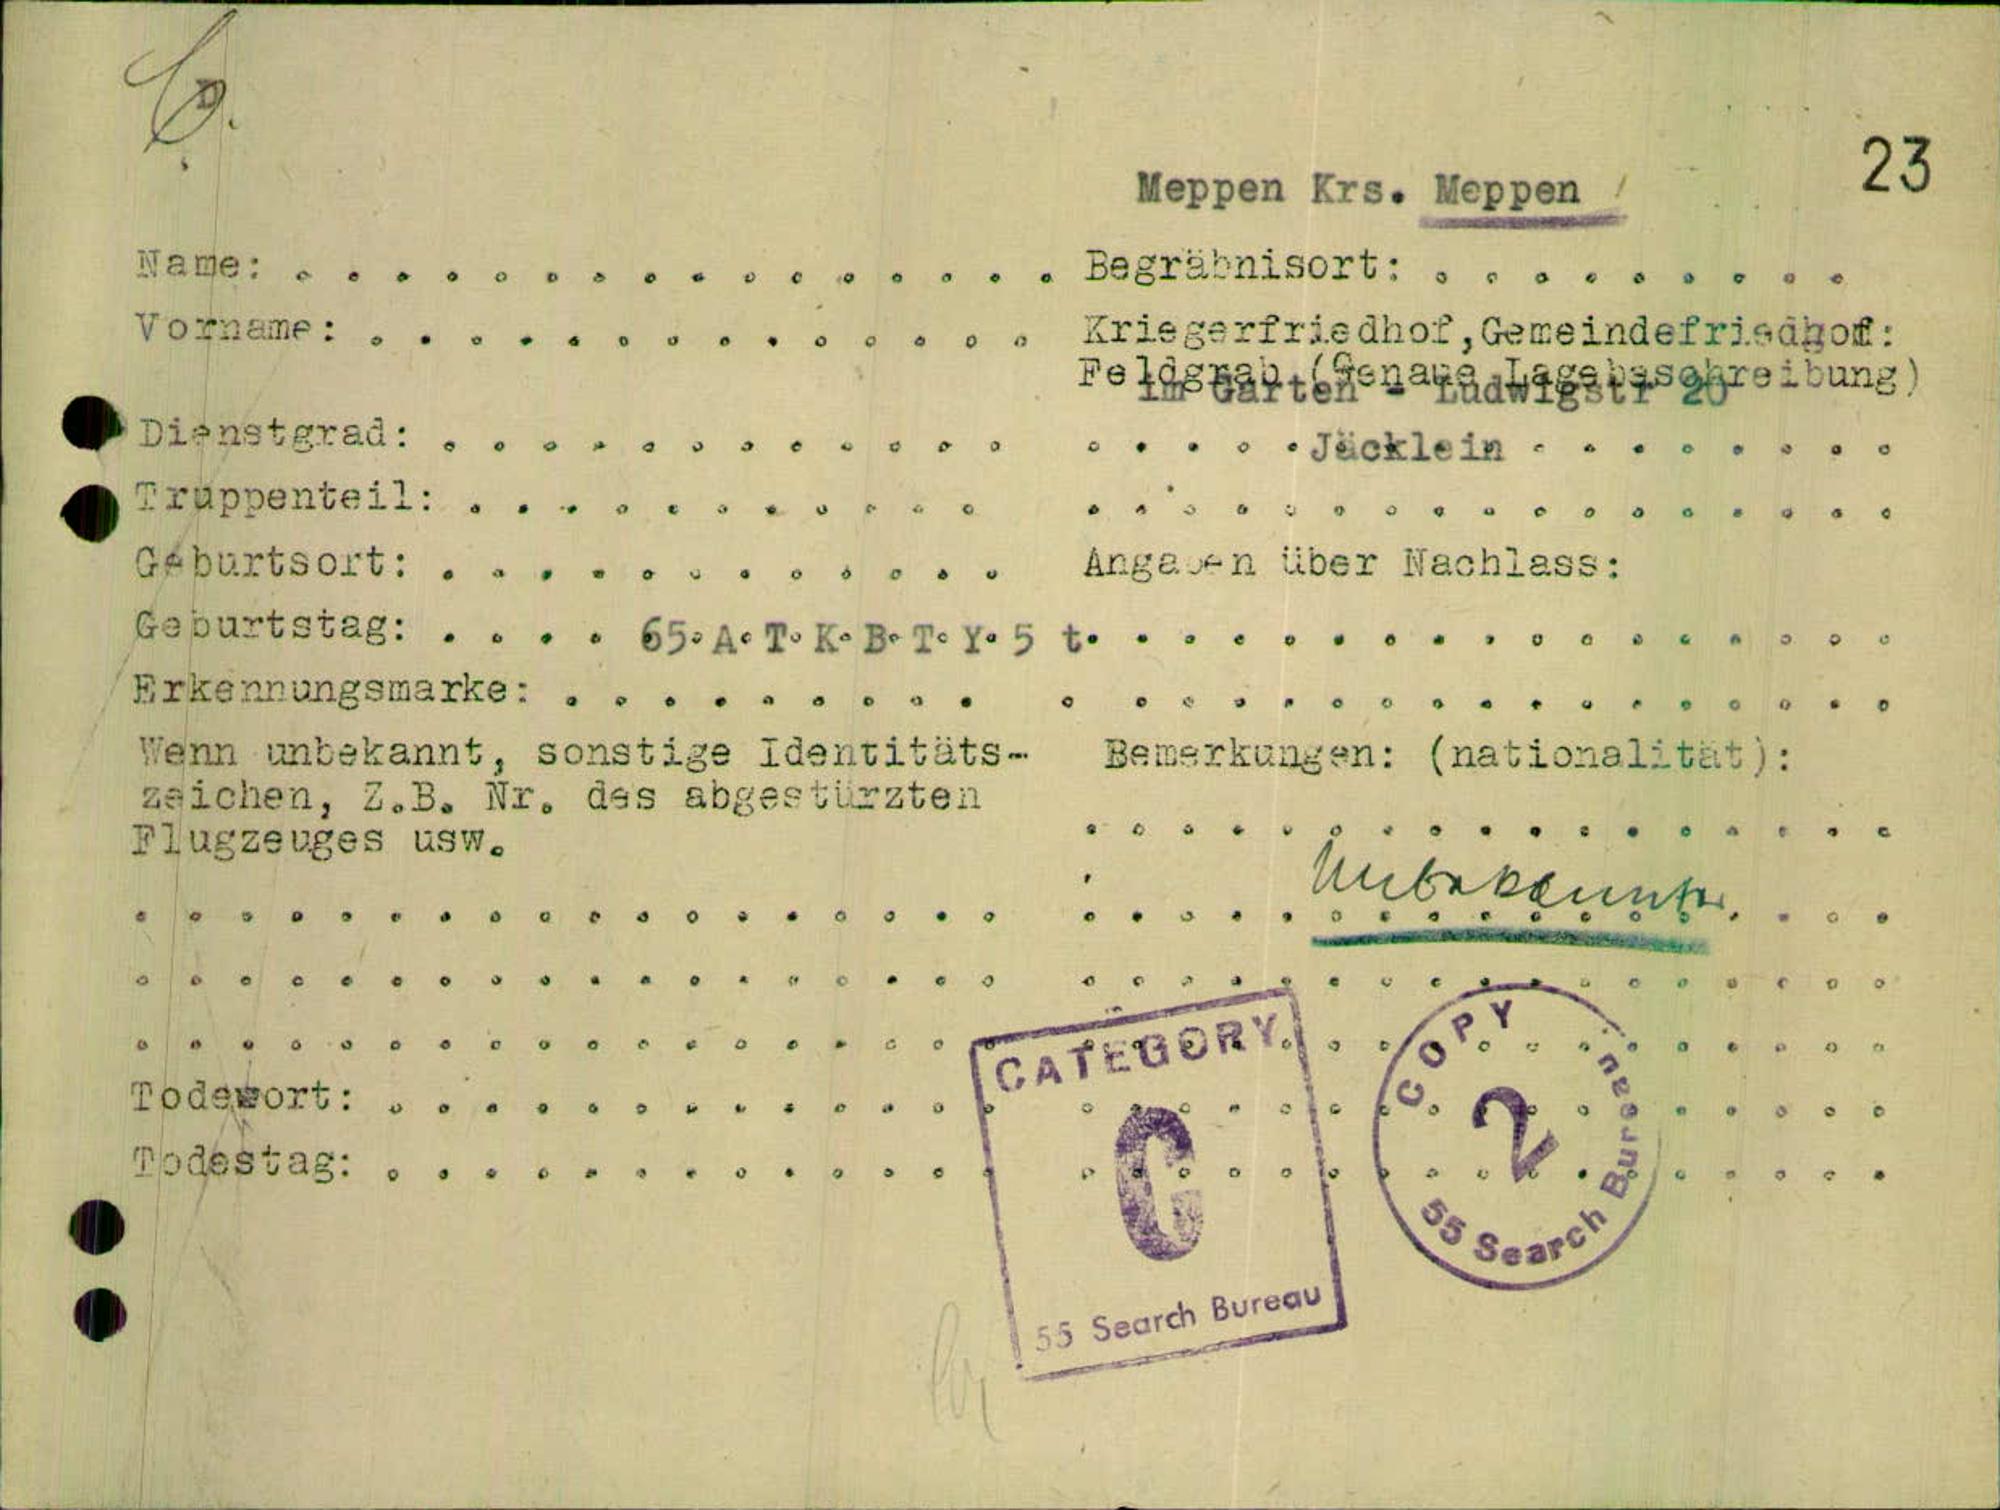 23
Meppen Krs. Meppen
Name: . . . . . . . . . . . . . . . . Begräbnisort: . . . . . . . . .
Vorname: . . . . . . . . . . . . . . Kriegerfriedhof,Gemeindefriedhof:
Feldgrab (Genaue Lagebeschreibung)
im Garten - Ludwigstr 20
Dienstgrad: . . . . . . . . . . . . . . . . . Jäcklein . . . . . . . .
Truppenteil: . . . . . . . . . . . . . . . . . . . . . . . . . . . .
Geburtsort: . . . . . . . . . . . . Angaben über Nachlass:
Geburtstag: . . . . 65.A.T.K.B.T.Y.5 t. . . . . . . . . . . . . . . . .
Erkennungsmarke: . . . . . . . . . . . . . . . . . . . . . . . . . .
Wenn unbekannt, sonstige Identitäts-
zeichen, Z.B. Nr. des abgestürzten
Flugzeuges usw.
Bemerkungen: (nationalität):
Unbekannter
Todesort: . . . . . . . . . . . . .
Todestag: . . . . . . . . . . . . .
CATEGORY
C
55 Search Bureau
COPY
2
55 Search Bureau